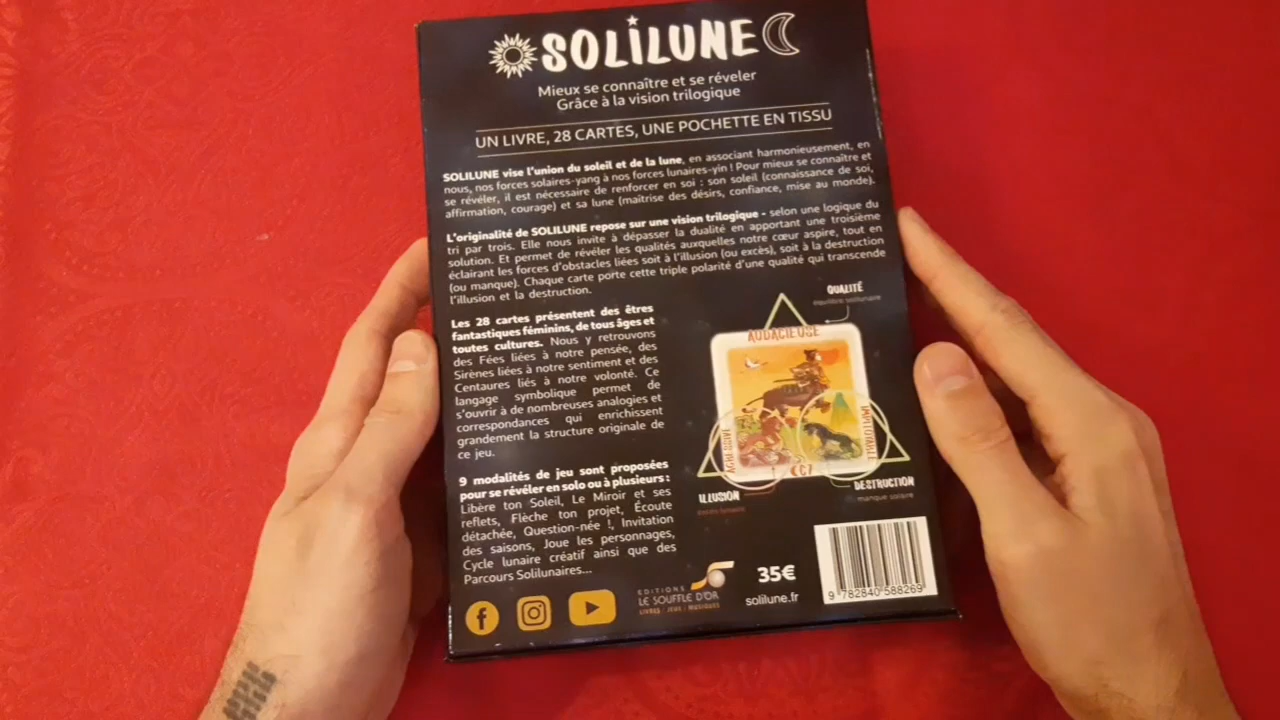 SOLILUNE
Mieux se connaître et se réveler
Grâce à la vision trilogique
UN LIVRE, 28 CARTES, UNE POCHETTE EN TISSU
SOLILUNE vise l'union du soleil et de la lune, en associant harmonieusement, en
nous, nos forces solaires-yang à nos forces lunaires-yin ! Pour mieux se connaître et
se révéler, il est nécessaire de renforcer en soi : son soleil (connaissance de soi,
affirmation, courage) et sa lune (maitrise des désirs, confiance, mise au monde).
L'originalité de SOLILUNE repose sur une vision trilogique - selon une logique du
tri par trois. Elle nous invite à dépasser la dualité en apportant une troisième
solution. Et permet de révéler les qualités auxquelles notre cœur aspire, tout en
éclairant les forces d'obstacles liées soit à l'illusion (ou excès), soit à la destruction
(ou manque). Chaque carte porte cette triple polarité d'une qualité qui transcende
l'illusion et la destruction.
Les 28 cartes présentent des êtres
fantastiques féminins, de tous âges et
toutes cultures. Nous y retrouvons
des Fées liées à notre pensée, des
Sirènes liées à notre sentiment et des
Centaures liés à notre volonté. Ce
langage symbolique permet de
s'ouvrir à de nombreuses analogies et
correspondances qui enrichissent
grandement la structure originale de
ce jeu.
QUALITÉ
équilibre solilunaire
AUDACIEUSE
IMPITOYABLE
C7
ILLUSION
DESTRUCTION
manque solaire
9 modalités de jeu sont proposées
pour se révéler en solo ou à plusieurs :
Libère ton Soleil, Le Miroir et ses
reflets, Flèche ton projet, Écoute
détachée, Question-née !, Invitation
des saisons, Joue les personnages,
Cycle lunaire créatif ainsi que des
Parcours Solilunaires...
EDITIONS
LE SOUFFLE D'OR
LIVRES / JEUX / MUSIQUES
35€
solilune.fr
9 782840 588269